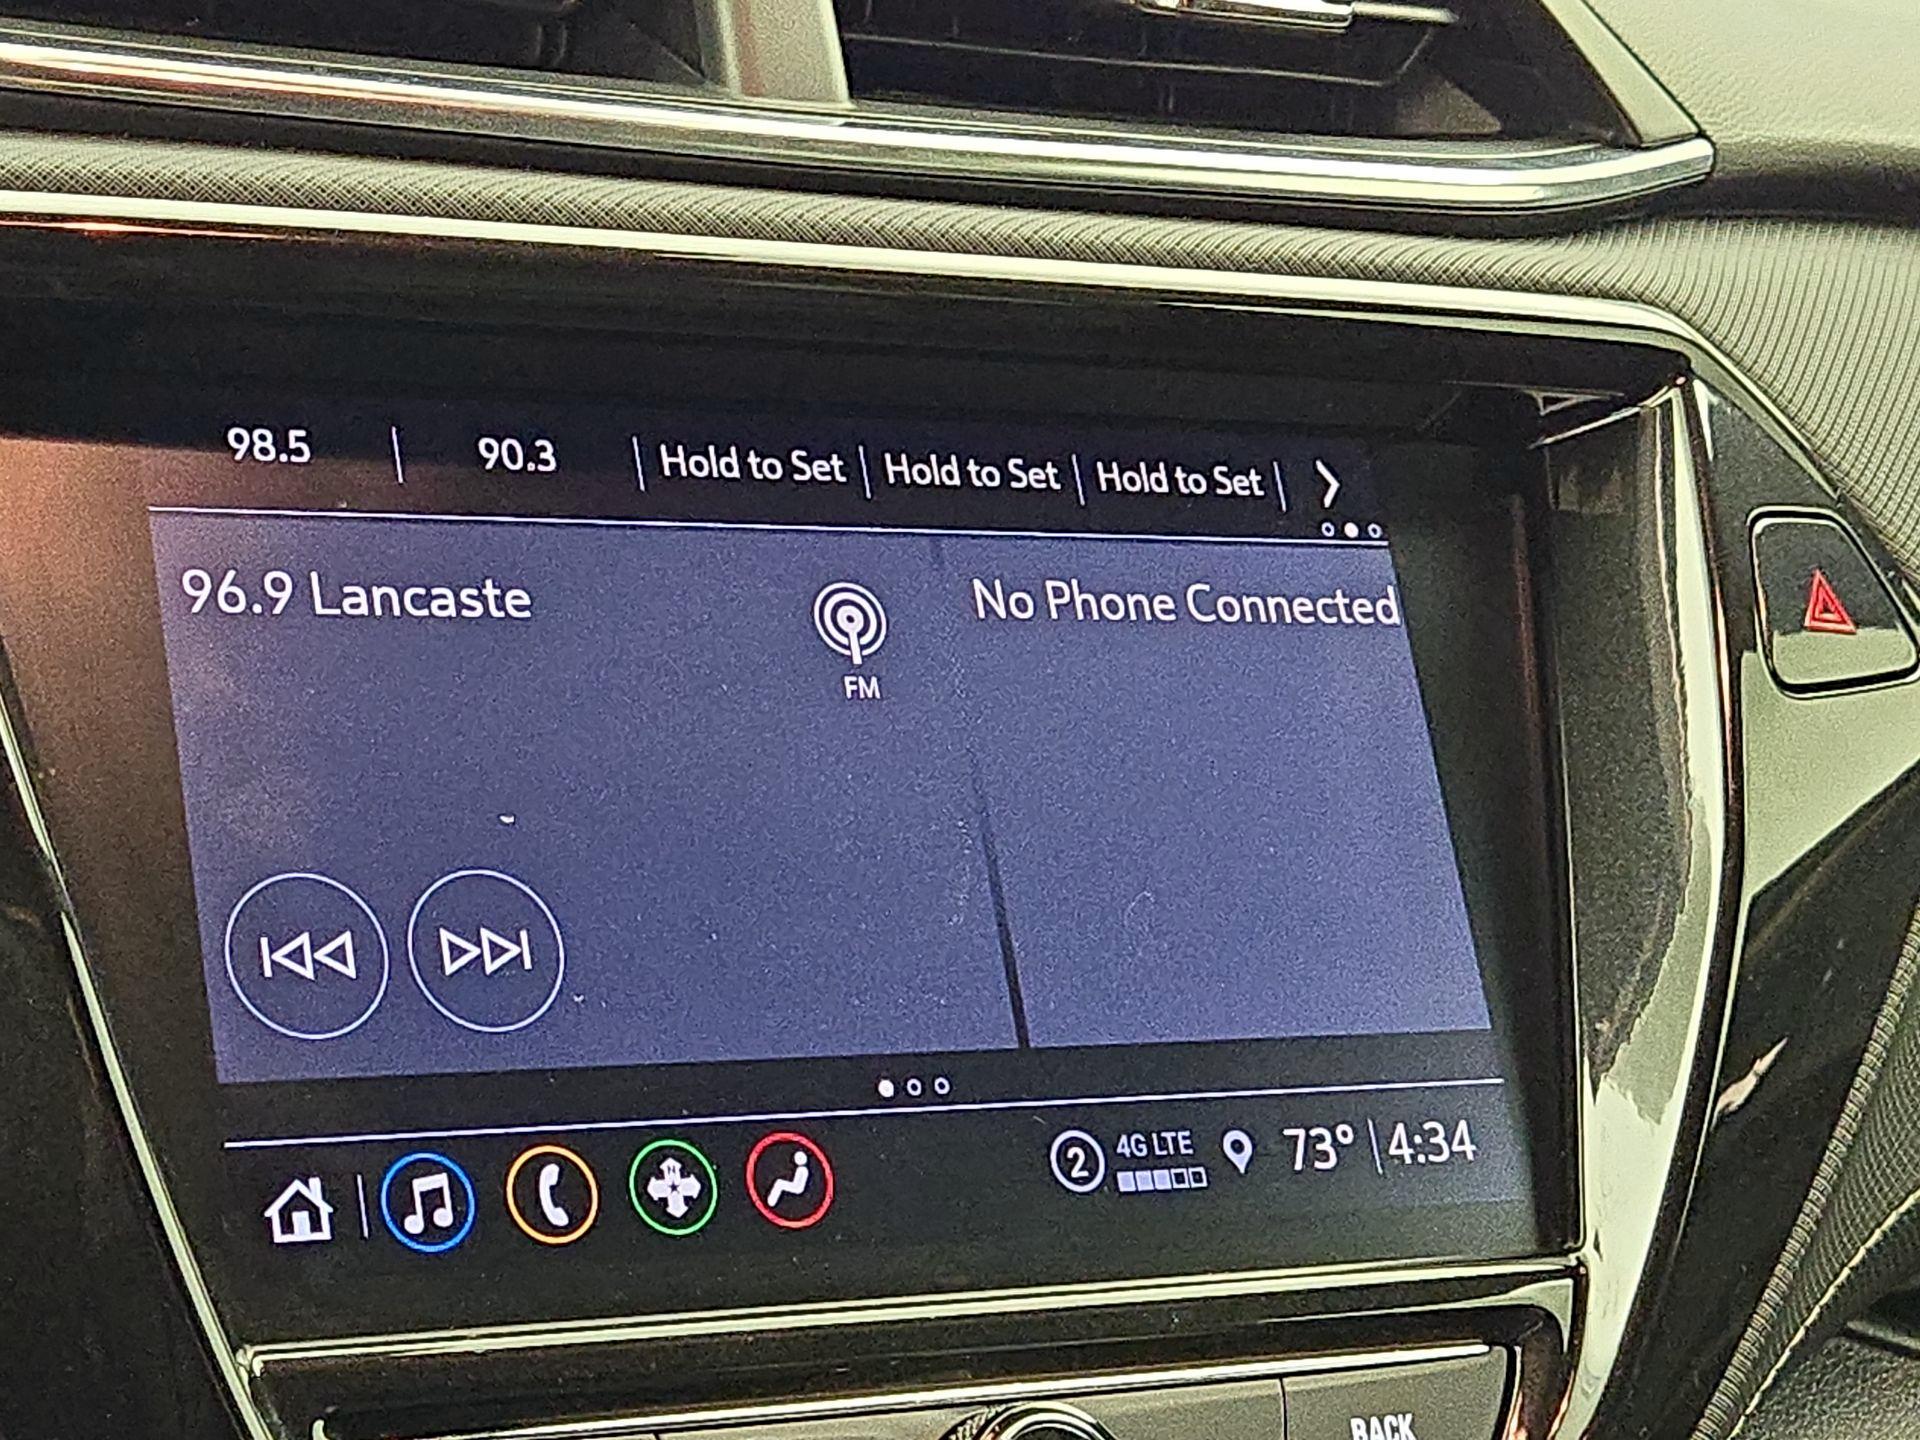 98.5 | 90.3 | Hold to Set | Hold to Set | Hold to Set |
96.9 Lancaste
FM
No Phone Connected
2 4G LTE 73° | 4:34
N
BACK